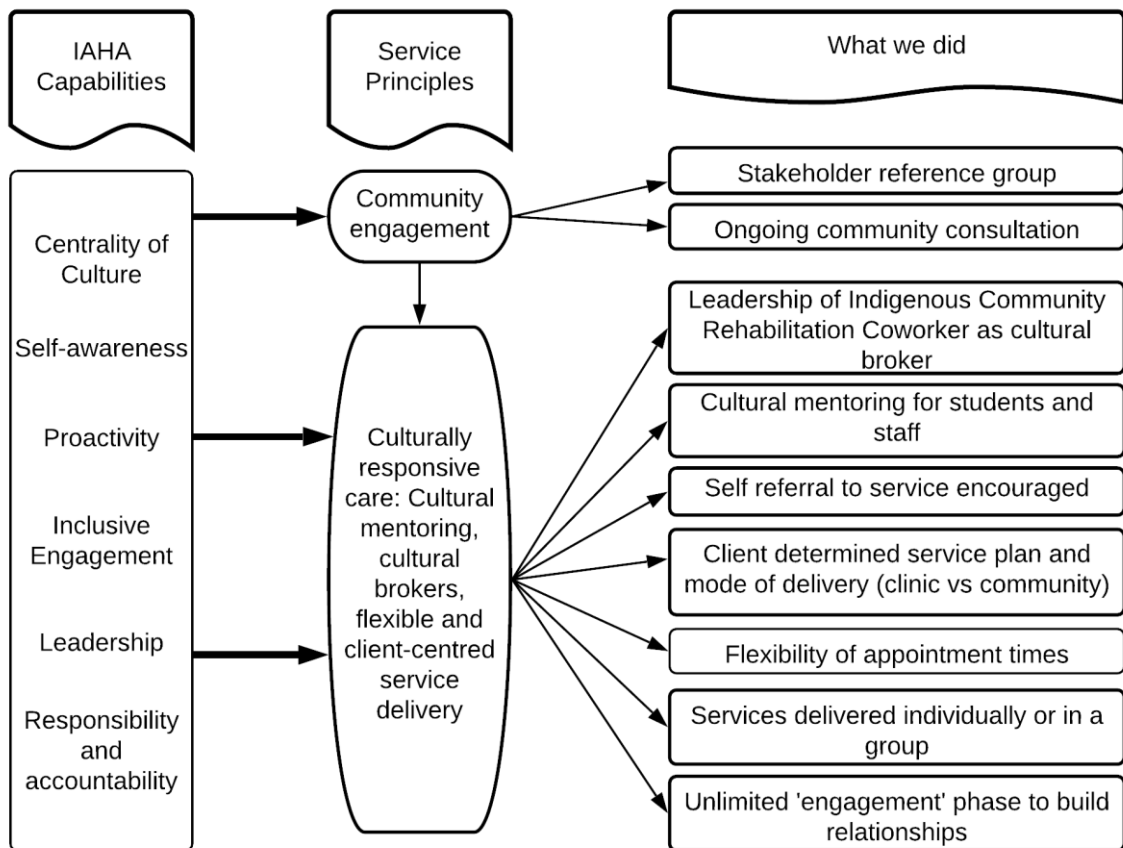 IAHA
Capabilities
Service
Principles
What we did
Centrality of
Culture
Self-awareness
Proactivity
Inclusive
Engagement
Leadership
Responsibility
and
accountability
Community
engagement
Culturally
responsive
care: Cultural
mentoring,
cultural
brokers,
flexible and
client-centred
service
delivery
Stakeholder reference group
Ongoing community consultation
Leadership of Indigenous Community
Rehabilitation Coworker as cultural
broker
Cultural mentoring for students and
staff
Self referral to service encouraged
Client determined service plan and
mode of delivery (clinic vs community)
Flexibility of appointment times
Services delivered individually or in a
group
Unlimited 'engagement' phase to build
relationships